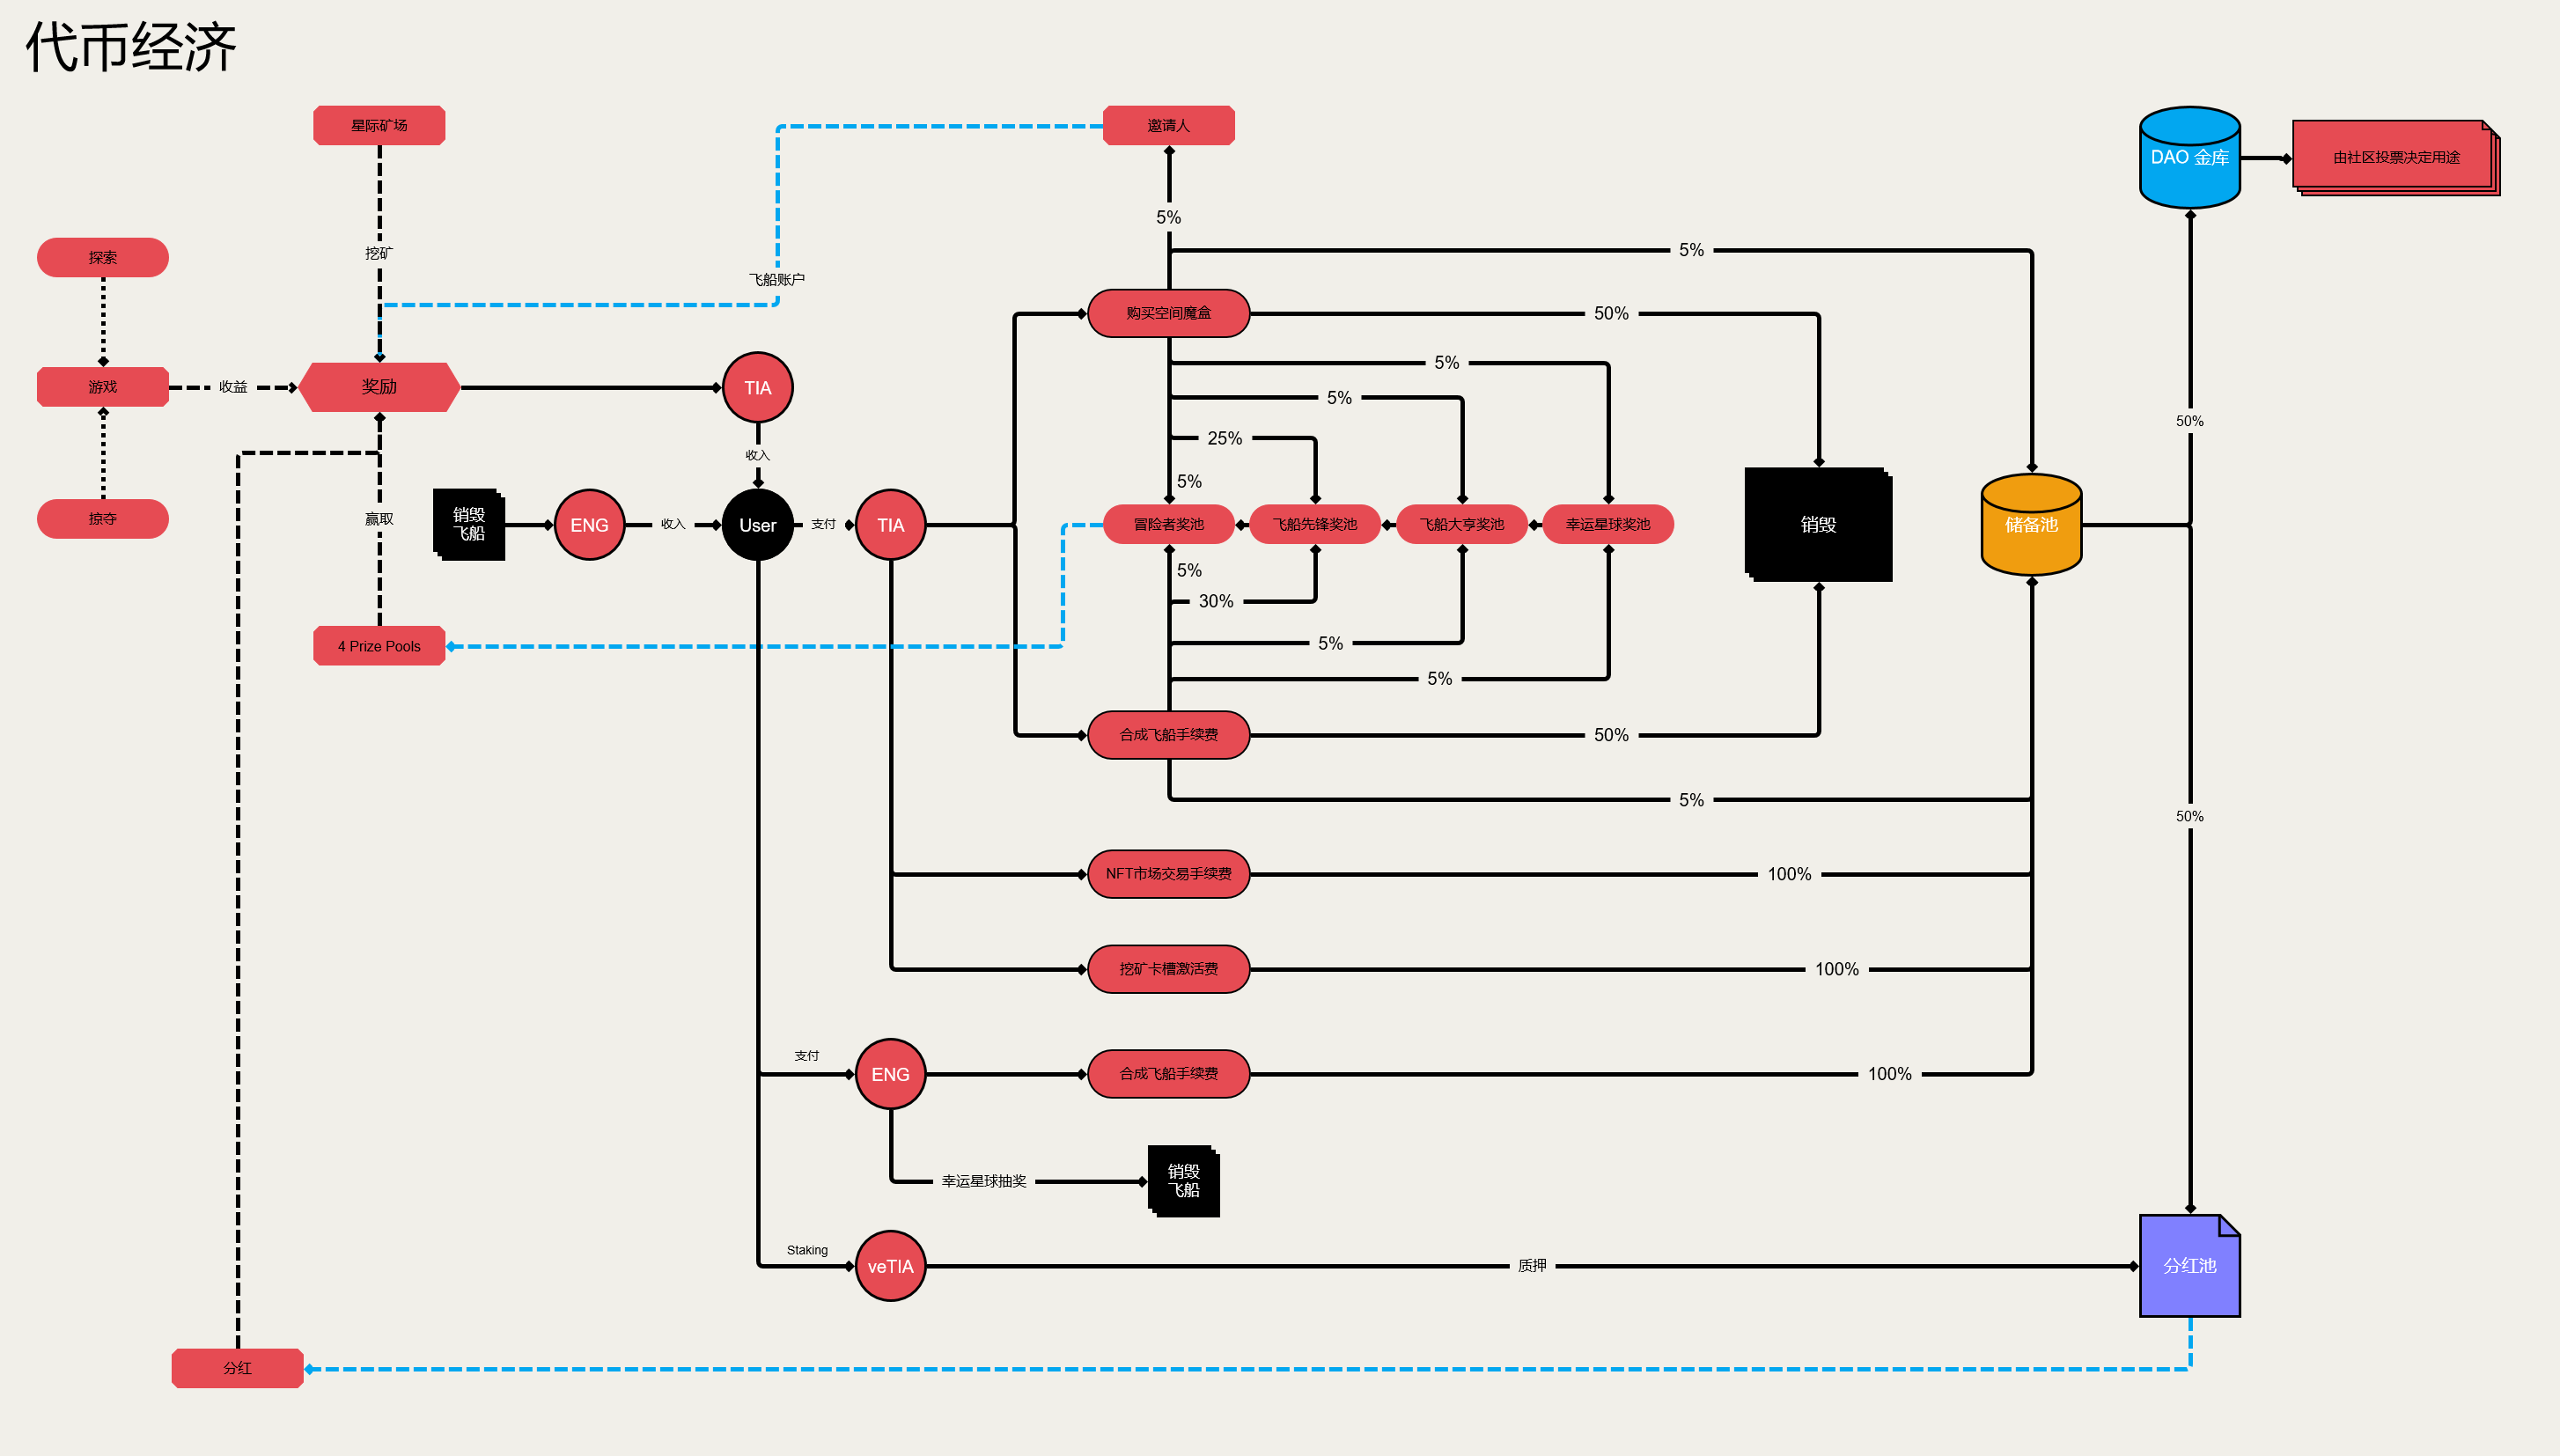 代币经济
星际矿场
邀请人
DAO 金库
由社区投票决定用途
5%
探索
挖矿
5%
飞船账户
购买空间魔盒
50%
5%
游戏
收益
奖励
TIA
5%
50%
25%
收入
5%
掠夺
赢取
销毁
飞船
ENG
收入
User
支付
TIA
冒险者奖池
飞船先锋奖池
飞船大亨奖池
幸运星球奖池
销毁
储备池
5%
30%
4 Prize Pools
5%
5%
合成飞船手续费
50%
5%
50%
NFT市场交易手续费
100%
挖矿卡槽激活费
100%
支付
ENG
合成飞船手续费
100%
幸运星球抽奖
销毁
飞船
Staking
veTIA
质押
分红池
分红